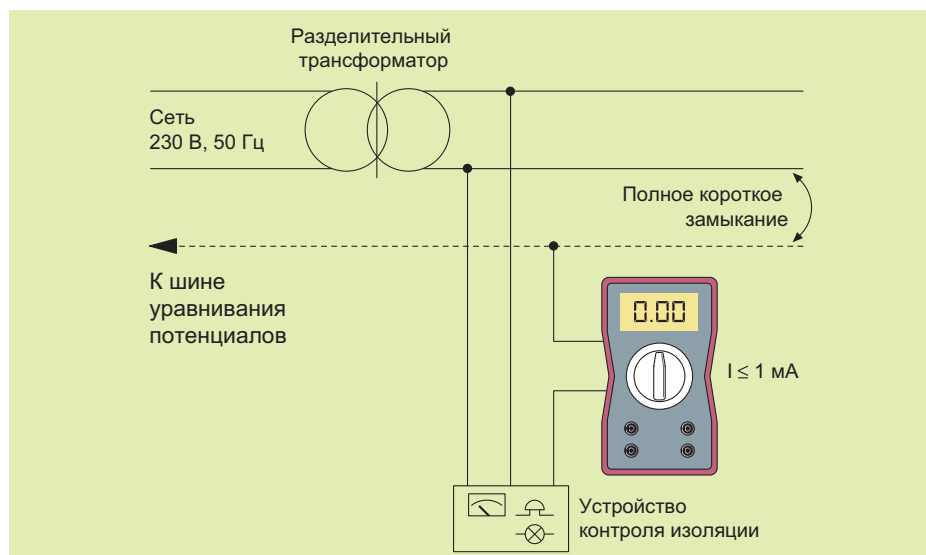 Разделительный
трансформатор
Сеть
230 В, 50 Гц
Полное короткое
замыкание
К шине
уравнивания
потенциалов
0.00
I ≤ 1 мА
Устройство
контроля изоляции